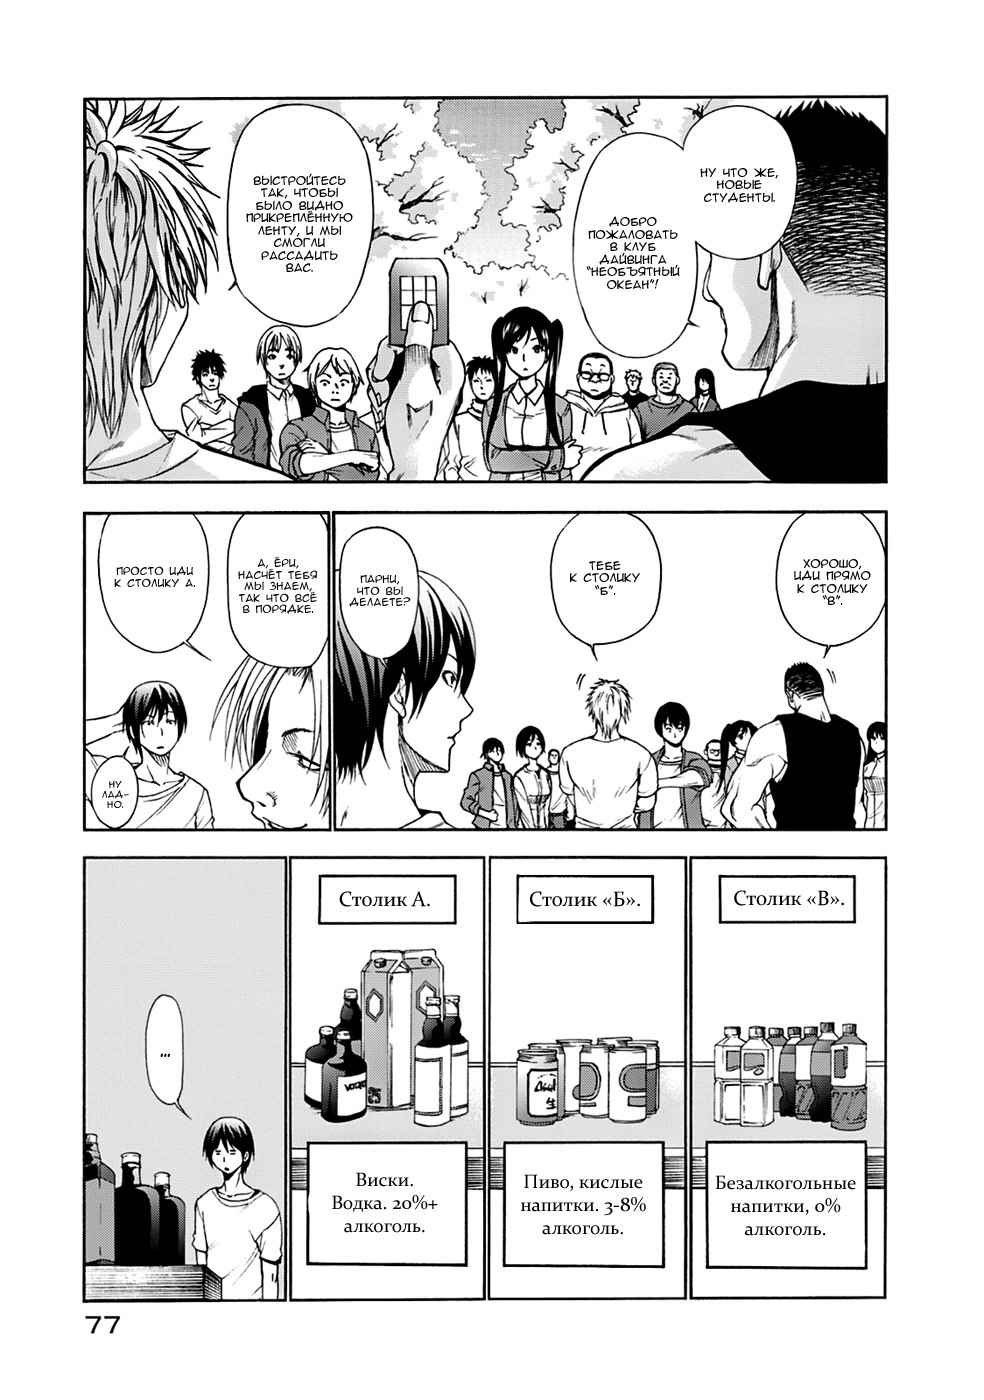 НУ ЧТО ЖЕ,
НОВЫЕ
СТУДЕНТЫ.
ДОБРО
ПОЖАЛОВАТЬ
В КЛУБ
ДАЙВИНГА
"НЕОБЪЯТНЫЙ
ОКЕАН"!
ВЫСТРОЙТЕСЬ
ТАК, ЧТОБЫ
БЫЛО ВИДНО
ПРИКРЕПЛЁННУЮ
ЛЕНТУ, И МЫ
СМОГЛИ
РАССАДИТЬ
ВАС.
ХОРОШО,
ИДИ ПРЯМО
К СТОЛИКУ
"В".
ТЕБЕ
К СТОЛИКУ
"Б".
ПАРНИ,
ЧТО ВЫ
ДЕЛАЕТЕ?
А, ЁРИ,
НАСЧЁТ ТЕБЯ
МЫ ЗНАЕМ,
ТАК ЧТО ВСЁ
В ПОРЯДКЕ.
ПРОСТО ИДИ
К СТОЛИКУ А.
НУ
ЛАД-
НО.
Столик «В».
Безалкогольные
напитки, 0%
алкоголь.
Столик «Б».
生
Пиво, кислые
напитки. 3-8%
алкоголь.
Столик А.
Виски.
Водка. 20%+
алкоголь.
...
77